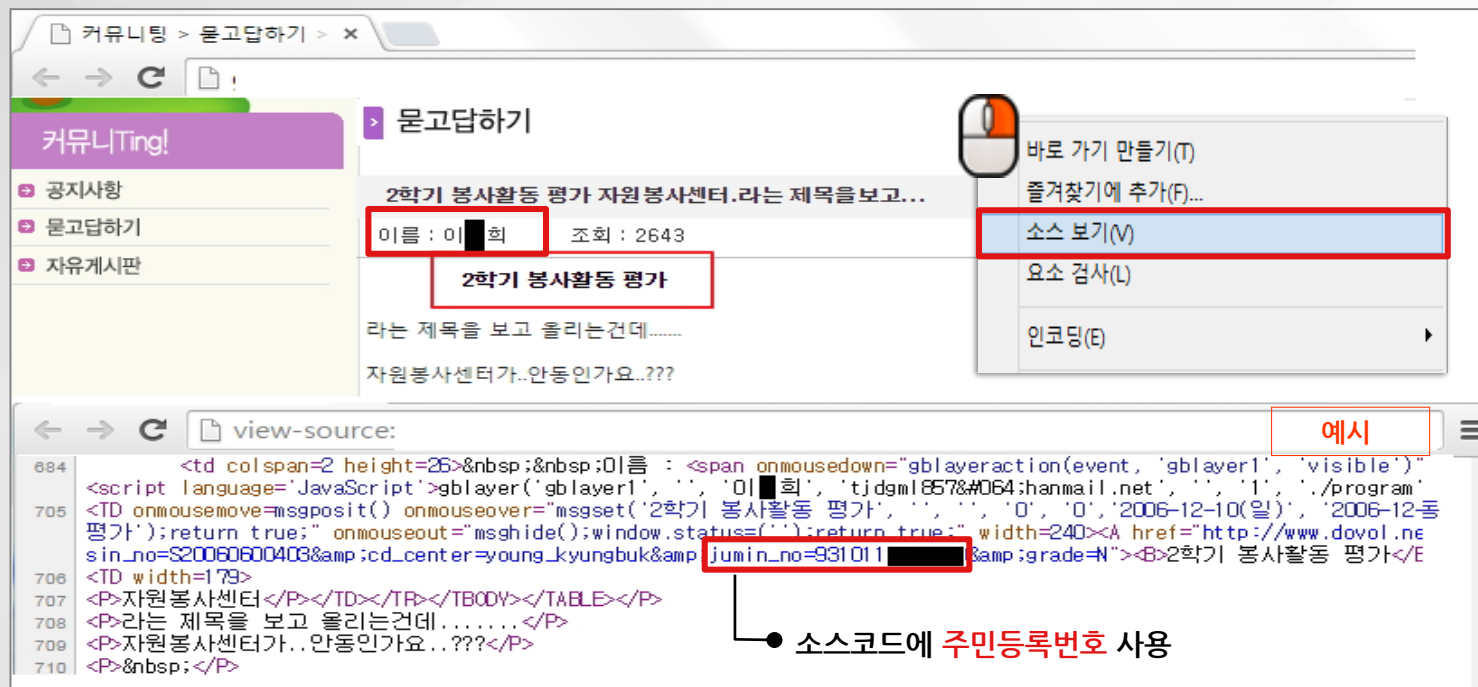 커뮤니팅 > 묻고답하기 >
커뮤니Ting!
공지사항
묻고답하기
자유게시판
묻고답하기
2학기 봉사활동 평가 자원봉사센터.라는 제목을보고...
이름 : 이 희 조회 : 2643
2학기 봉사활동 평가
라는 제목을 보고 올리는건데.......
자원봉사센터가..안동인가요..???
바로 가기 만들기(T)
즐겨찾기에 추가(F)...
소스 보기(V)
요소 검사(L)
인코딩(E)
view-source:
예시
684 <td colspan=2 height=26>&nbsp;&nbsp;이름 : <span onmousedown="gblayeraction(event, 'gblayer1', 'visible')"
<script language='JavaScript'>gblayer('gblayer1', '', '이 희', 'tjdgml857&#064;hanmail.net', '', '1', './program'
705 <TD onmousemove=msgposit() onmouseover="msgset('2학기 봉사활동 평가', '', '', '0', '0','2006-12-10(일)', '2006-12-동
평가');return true;" onmouseout="msghide();window.status=('');return true;" width=240><A href="http://www.dovol.ne
sin_no=S20060600403&amp;cd_center=young_kyungbuk&amp;jumin_no=931011 &amp;grade=N"><B>2학기 봉사활동 평가</B
706 <TD width=179>
707 <P>자원봉사센터</P></TD></TR></TBODY></TABLE></P>
708 <P>라는 제목을 보고 올리는건데.......</P>
709 <P>자원봉사센터가..안동인가요..???</P>
710 <P>&nbsp;</P>
소스코드에 주민등록번호 사용